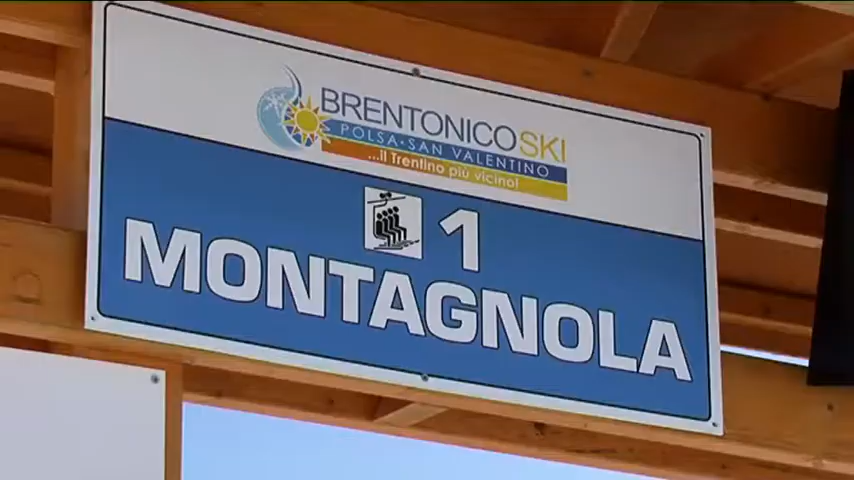 BRENTONICO SKI
POLSA·SAN VALENTINO
...il Trentino più vicino!
1
MONTAGNOLA